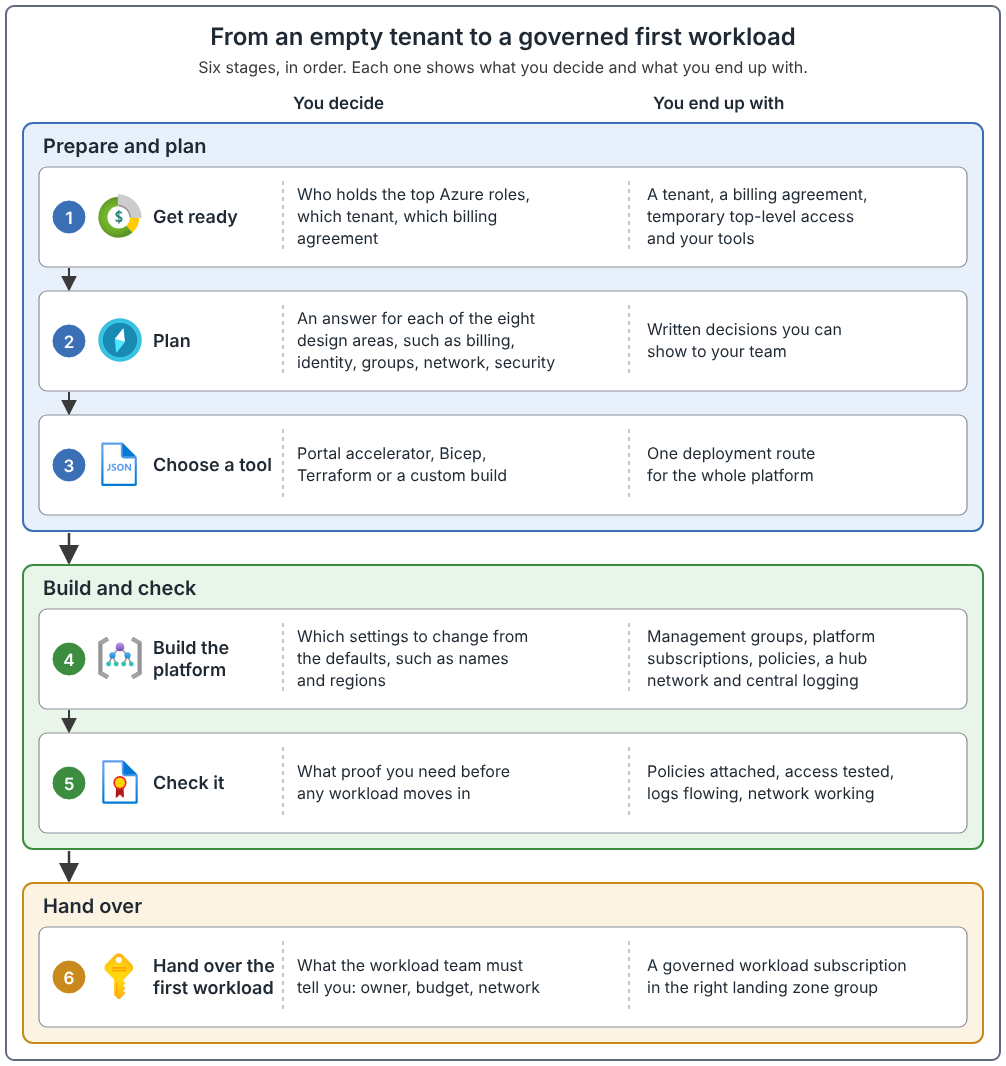 From an empty tenant to a governed first workload
Six stages, in order. Each one shows what you decide and what you end up with.
You decide
You end up with
Prepare and plan
1
$
Get ready
Who holds the top Azure roles,
which tenant, which billing
agreement
A tenant, a billing agreement,
temporary top-level access
and your tools
2
Plan
An answer for each of the eight
design areas, such as billing,
identity, groups, network, security
Written decisions you can
show to your team
3
JSON
Choose a tool
Portal accelerator, Bicep,
Terraform or a custom build
One deployment route
for the whole platform
Build and check
4
Build the
platform
Which settings to change from
the defaults, such as names
and regions
Management groups, platform
subscriptions, policies, a hub
network and central logging
5
Check it
What proof you need before
any workload moves in
Policies attached, access tested,
logs flowing, network working
Hand over
6
Hand over the
first workload
What the workload team must
tell you: owner, budget, network
A governed workload subscription
in the right landing zone group